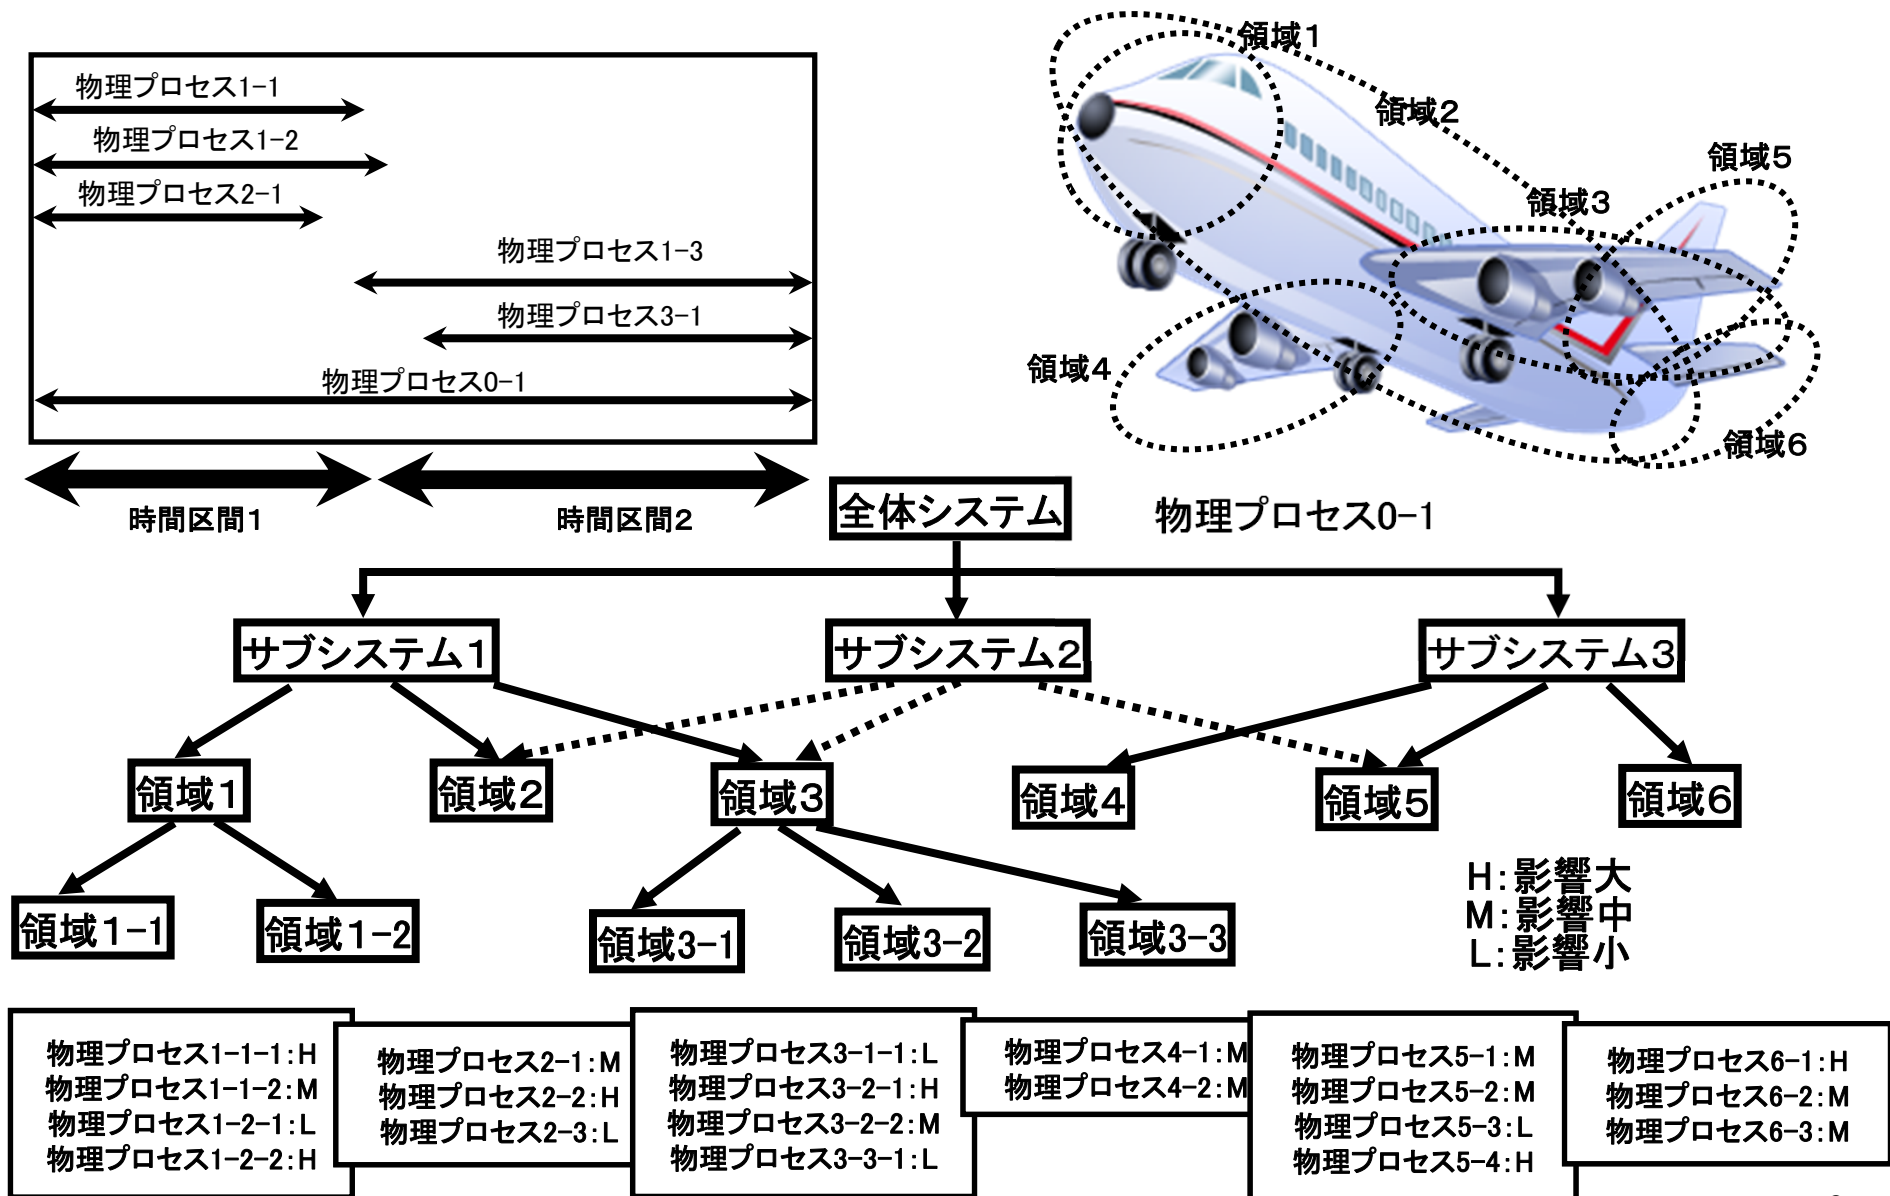 物理プロセス1-1
物理プロセス1-2
物理プロセス2-1
物理プロセス1-3
物理プロセス3-1
物理プロセス0-1
時間区間1
時間区間2
領域1
領域2
領域5
領域3
領域4
領域6
物理プロセス0-1
全体システム
サブシステム1
サブシステム2
サブシステム3
領域1
領域2
領域3
領域4
領域5
領域6
領域1-1
領域1-2
領域3-1
領域3-2
領域3-3
H:影響大
M:影響中
L:影響小
物理プロセス1-1-1:H
物理プロセス1-1-2:M
物理プロセス1-2-1:L
物理プロセス1-2-2:H
物理プロセス2-1:M
物理プロセス2-2:H
物理プロセス2-3:L
物理プロセス3-1-1:L
物理プロセス3-2-1:H
物理プロセス3-2-2:M
物理プロセス3-3-1:L
物理プロセス4-1:M
物理プロセス4-2:M
物理プロセス5-1:M
物理プロセス5-2:M
物理プロセス5-3:L
物理プロセス5-4:H
物理プロセス6-1:H
物理プロセス6-2:M
物理プロセス6-3:M